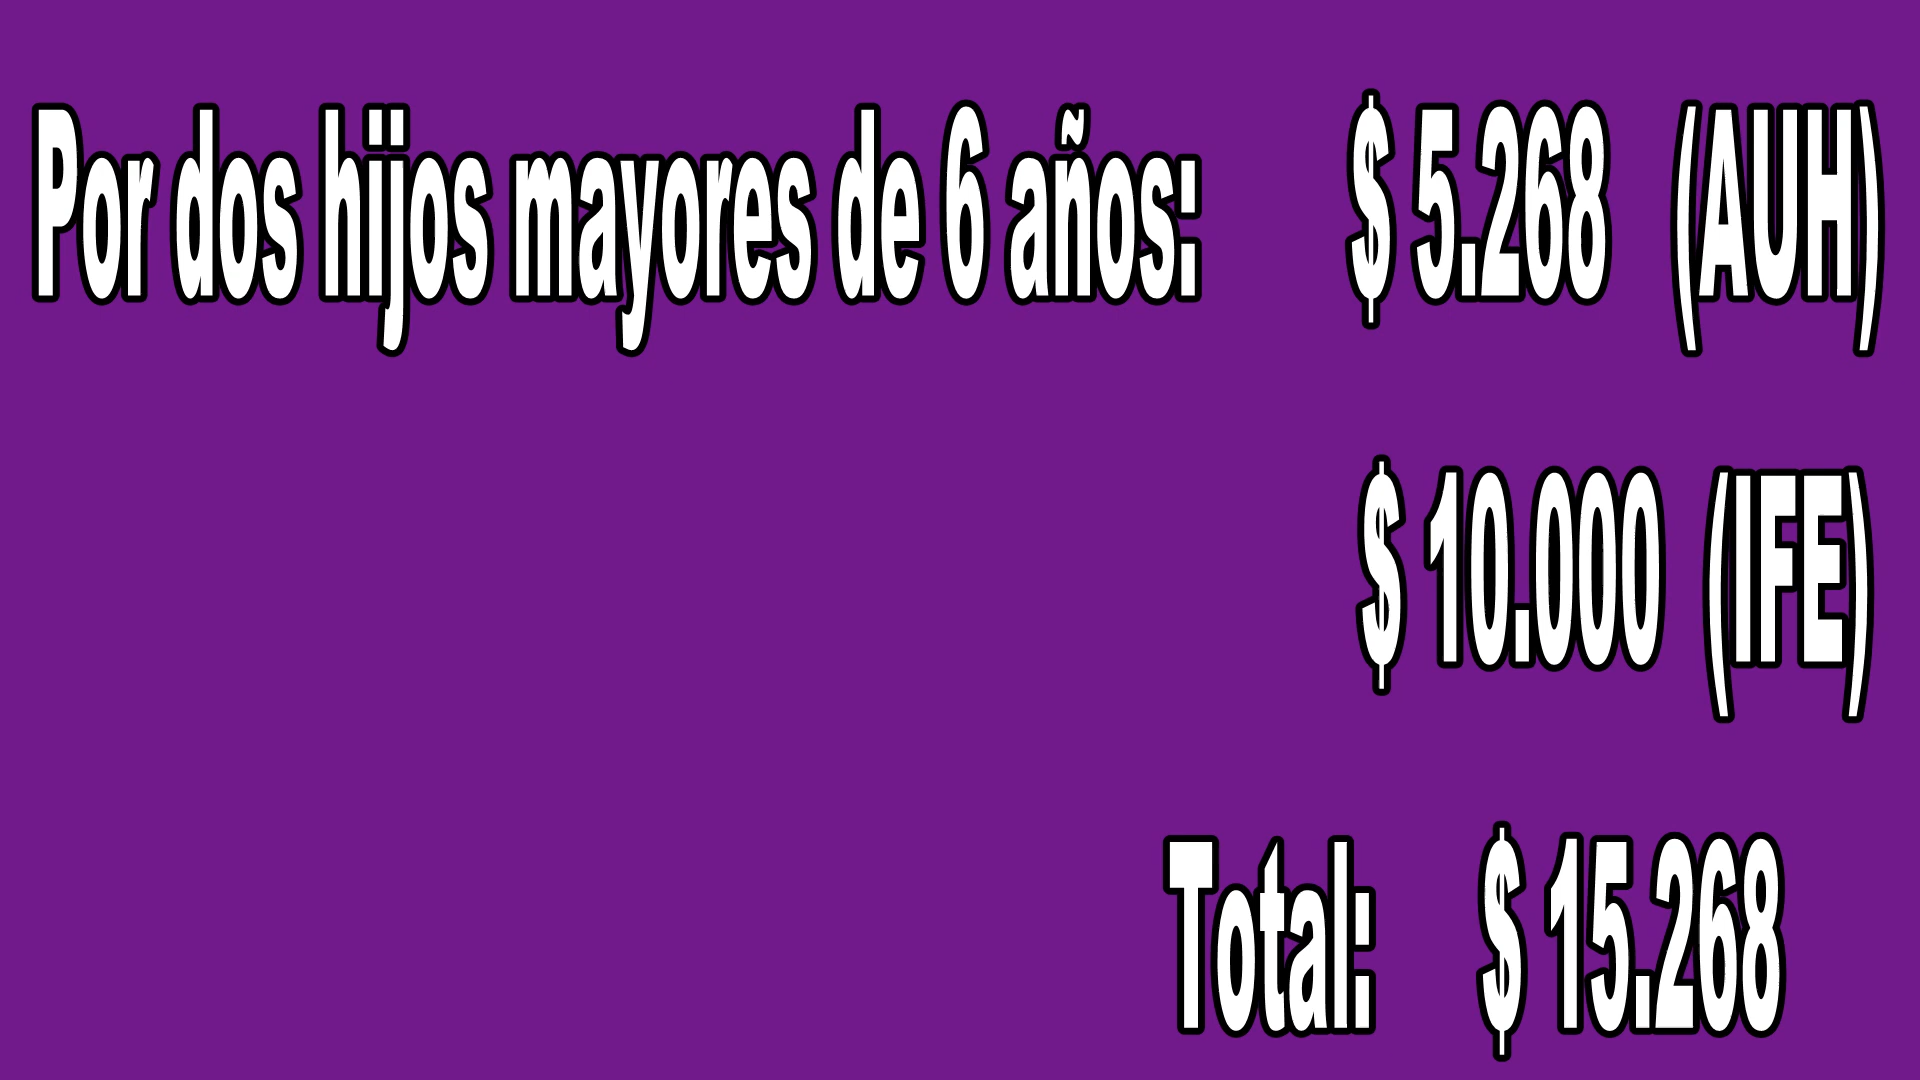 Por dos hijos mayores de 6 años: $ 5.268 (AUH)
$ 10.000 (IFE)
Total: $ 15.268